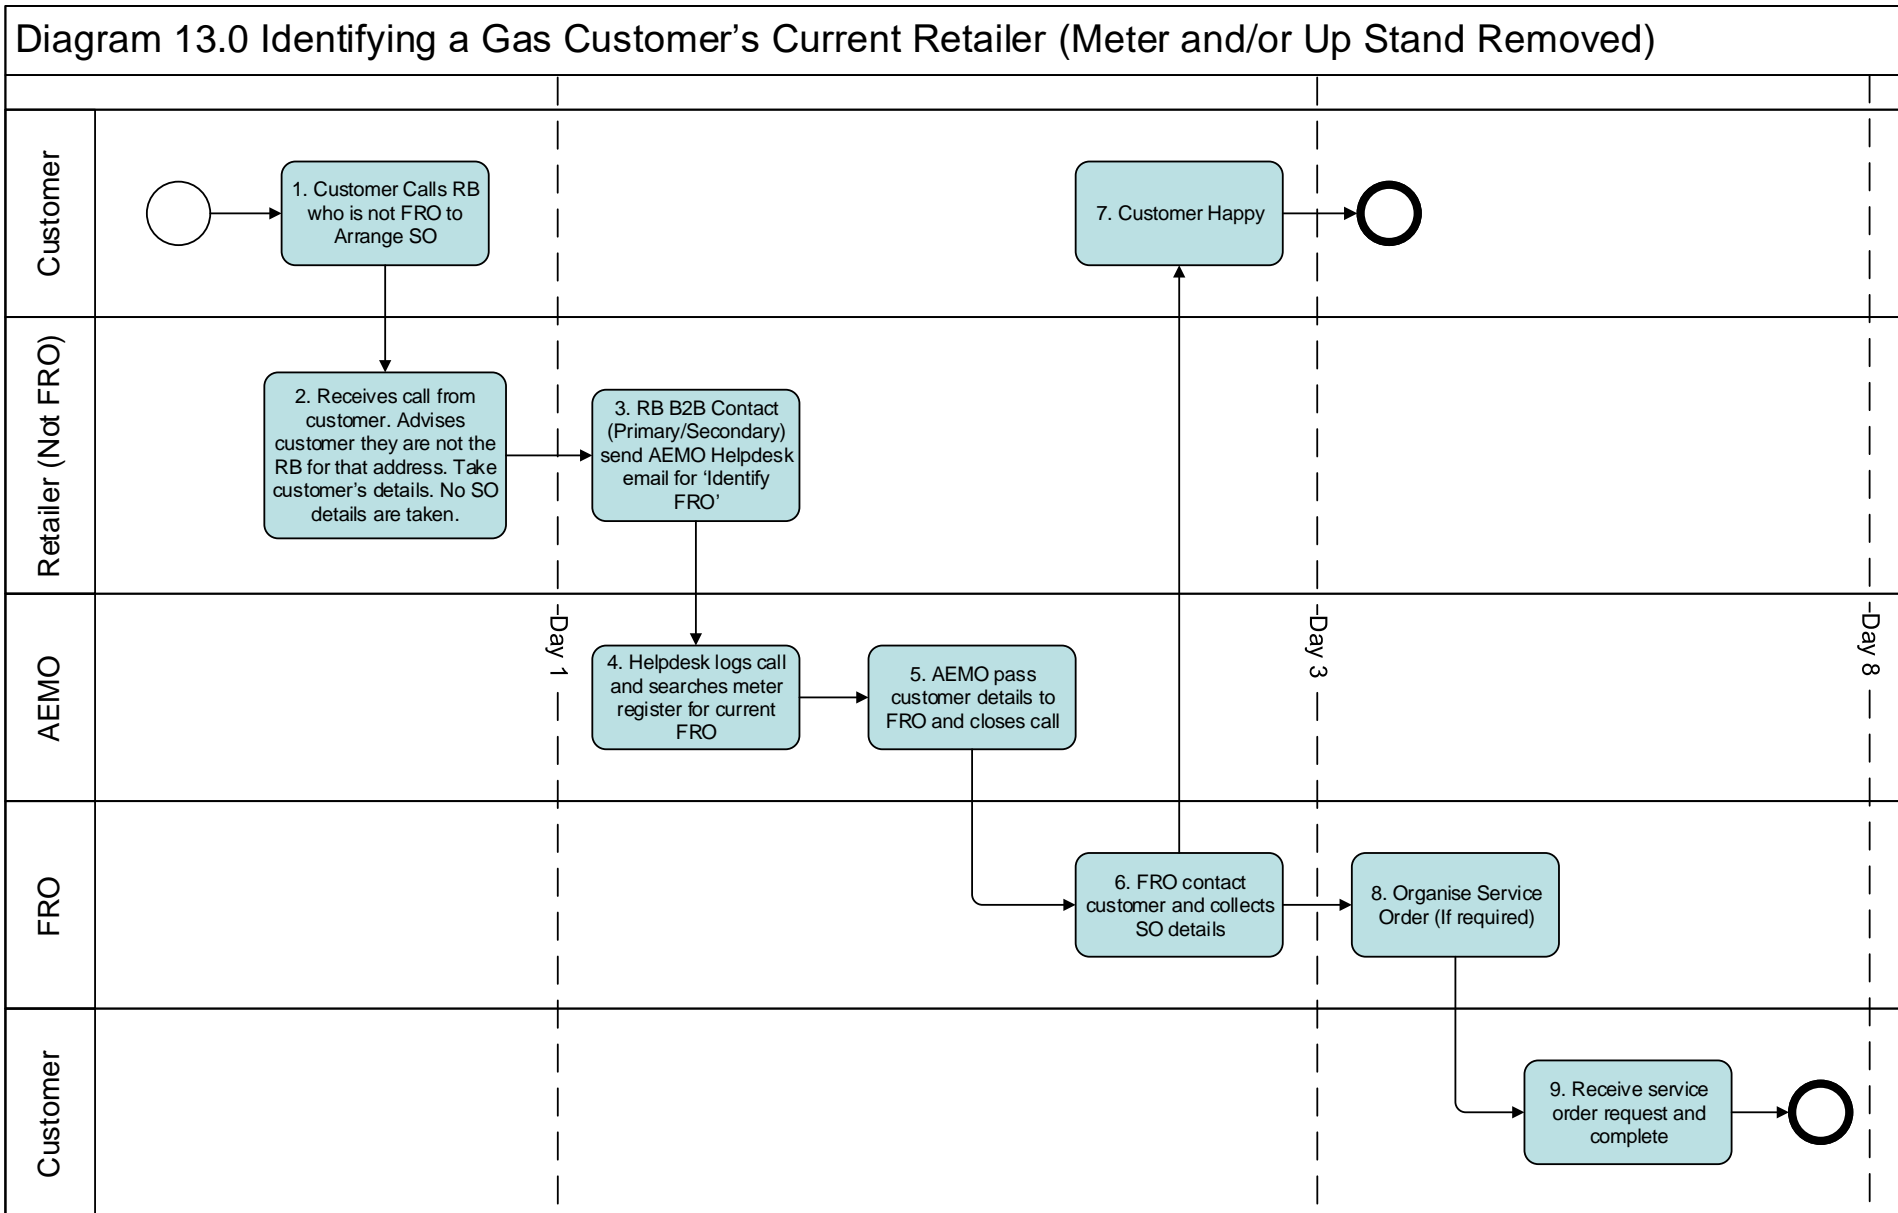 Diagram 13.0 Identifying a Gas Customer's Current Retailer (Meter and/or Up Stand Removed)
Customer
1. Customer Calls RB
who is not FRO to
Arrange SO
7. Customer Happy
Retailer (Not FRO)
2. Receives call from
customer. Advises
customer they are not the
RB for that address. Take
customer's details. No SO
details are taken.
3. RB B2B Contact
(Primary/Secondary)
send AEMO Helpdesk
email for ‘Identify
FRO’
AEMO
4. Helpdesk logs call
and searches meter
register for current
FRO
5. AEMO pass
customer details to
FRO and closes call
Day 1
Day 3
Day 8
FRO
6. FRO contact
customer and collects
SO details
8. Organise Service
Order (If required)
Customer
9. Receive service
order request and
complete